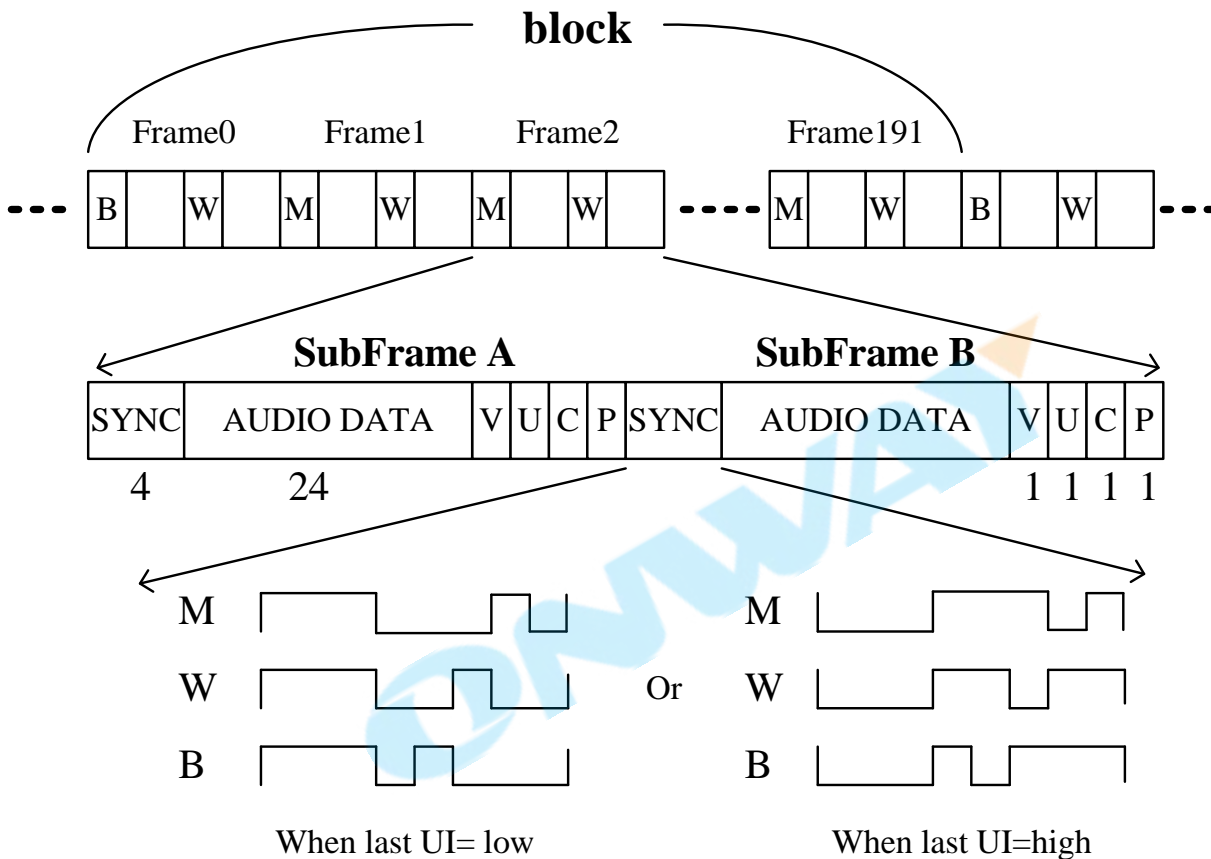 block
Frame0 Frame1 Frame2 Frame191
B W M W M W M W B W
SubFrame A SubFrame B
SYNC AUDIO DATA V U C P SYNC AUDIO DATA V U C P
4 24 1 1 1 1
M M
W Or W
B B
When last UI= low When last UI=high
ONWAY